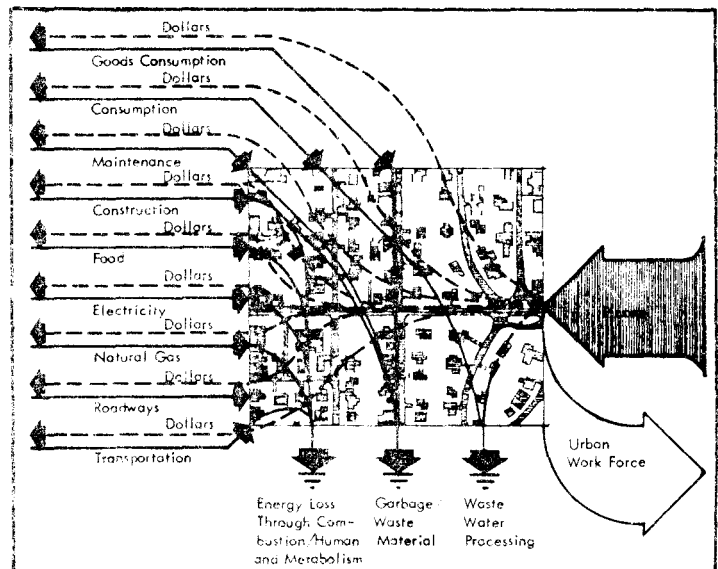 Dollars
Goods Consumption
Dollars
Consumption
Dollars
Maintenance
Dollars
Construction
Dollars
Food
Dollars
Electricity
Dollars
Natural Gas
Dollars
Roadways
Dollars
Transportation
Urban
Work Force
Energy Loss
Through Com-
bustion/Human
and Metabolism
Garbage/
Waste
Material
Waste
Water
Processing